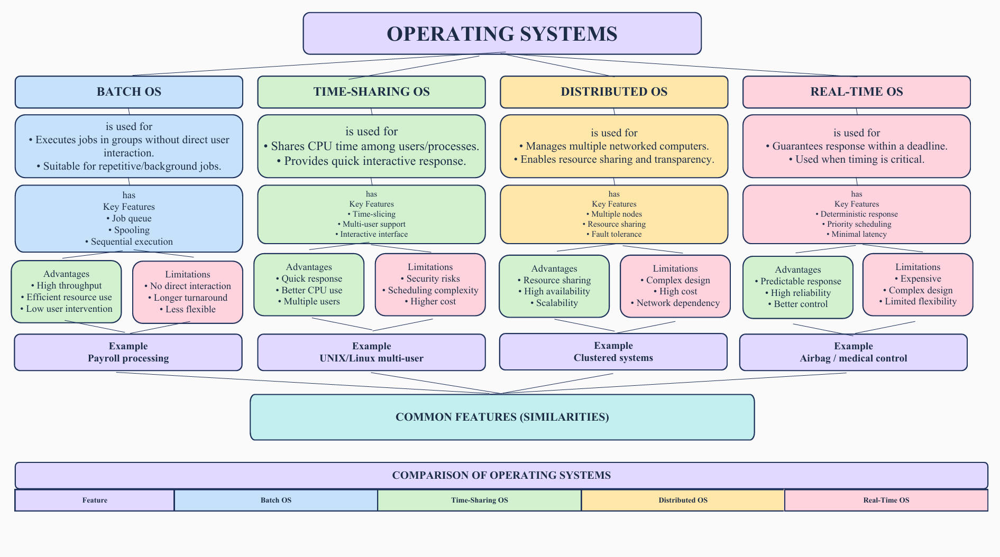 OPERATING SYSTEMS
BATCH OS
is used for
• Executes jobs in groups without direct user
interaction.
• Suitable for repetitive/background jobs.
has
Key Features
• Job queue
• Spooling
• Sequential execution
Advantages
• High throughput
• Efficient resource use
• Low user intervention
Limitations
• No direct interaction
• Longer turnaround
• Less flexible
Example
Payroll processing
TIME-SHARING OS
is used for
• Shares CPU time among users/processes.
• Provides quick interactive response.
has
Key Features
• Time-slicing
• Multi-user support
• Interactive interface
Advantages
• Quick response
• Better CPU use
• Multiple users
Limitations
• Security risks
• Scheduling complexity
• Higher cost
Example
UNIX/Linux multi-user
DISTRIBUTED OS
is used for
• Manages multiple networked computers.
• Enables resource sharing and transparency.
has
Key Features
• Multiple nodes
• Resource sharing
• Fault tolerance
Advantages
• Resource sharing
• High availability
• Scalability
Limitations
• Complex design
• High cost
• Network dependency
Example
Clustered systems
REAL-TIME OS
is used for
• Guarantees response within a deadline.
• Used when timing is critical.
has
Key Features
• Deterministic response
• Priority scheduling
• Minimal latency
Advantages
• Predictable response
• High reliability
• Better control
Limitations
• Expensive
• Complex design
• Limited flexibility
Example
Airbag / medical control
COMMON FEATURES (SIMILARITIES)
COMPARISON OF OPERATING SYSTEMS
Feature
Batch OS
Time-Sharing OS
Distributed OS
Real-Time OS